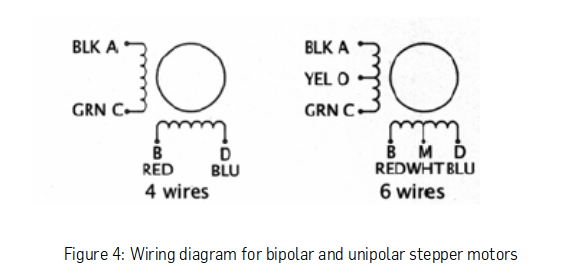 BLK A
GRN C
B D
RED BLU
4 wires
BLK A
YEL O
GRN C
B M D
REDWHTBLU
6 wires
Figure 4: Wiring diagram for bipolar and unipolar stepper motors